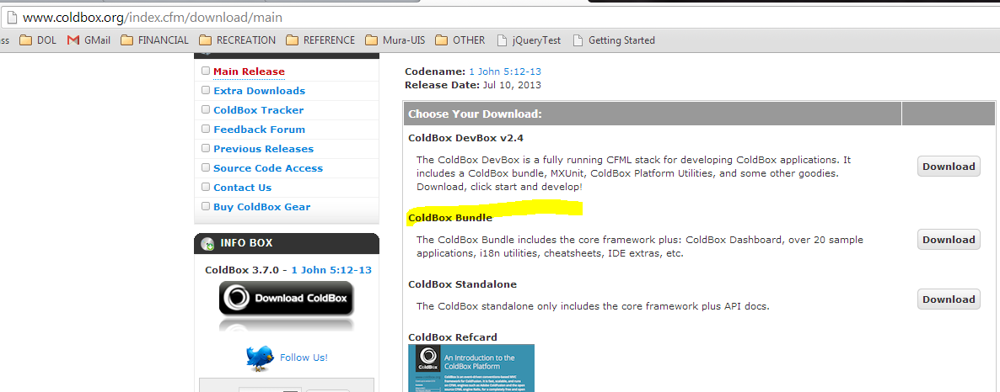 www.coldbox.org/index.cfm/download/main
ass DOL GMail FINANCIAL RECREATION REFERENCE Mura-UIS OTHER jQueryTest Getting Started
Main Release
Extra Downloads
ColdBox Tracker
Feedback Forum
Previous Releases
Source Code Access
Contact Us
Buy ColdBox Gear
INFO BOX
ColdBox 3.7.0 - 1 John 5:12-13
Download ColdBox
Follow Us!
Codename: 1 John 5:12-13
Release Date: Jul 10, 2013
Choose Your Download:
ColdBox DevBox v2.4
The ColdBox DevBox is a fully running CFML stack for developing ColdBox applications. It
includes a ColdBox bundle, MXUnit, ColdBox Platform Utilities, and some other goodies.
Download, click start and develop!
Download
ColdBox Bundle
The ColdBox Bundle includes the core framework plus: ColdBox Dashboard, over 20 sample
applications, i18n utilities, cheatsheets, IDE extras, etc.
Download
ColdBox Standalone
The ColdBox standalone only includes the core framework plus API docs.
Download
ColdBox Refcard
ColdBox
An Introduction to the
ColdBox Platform